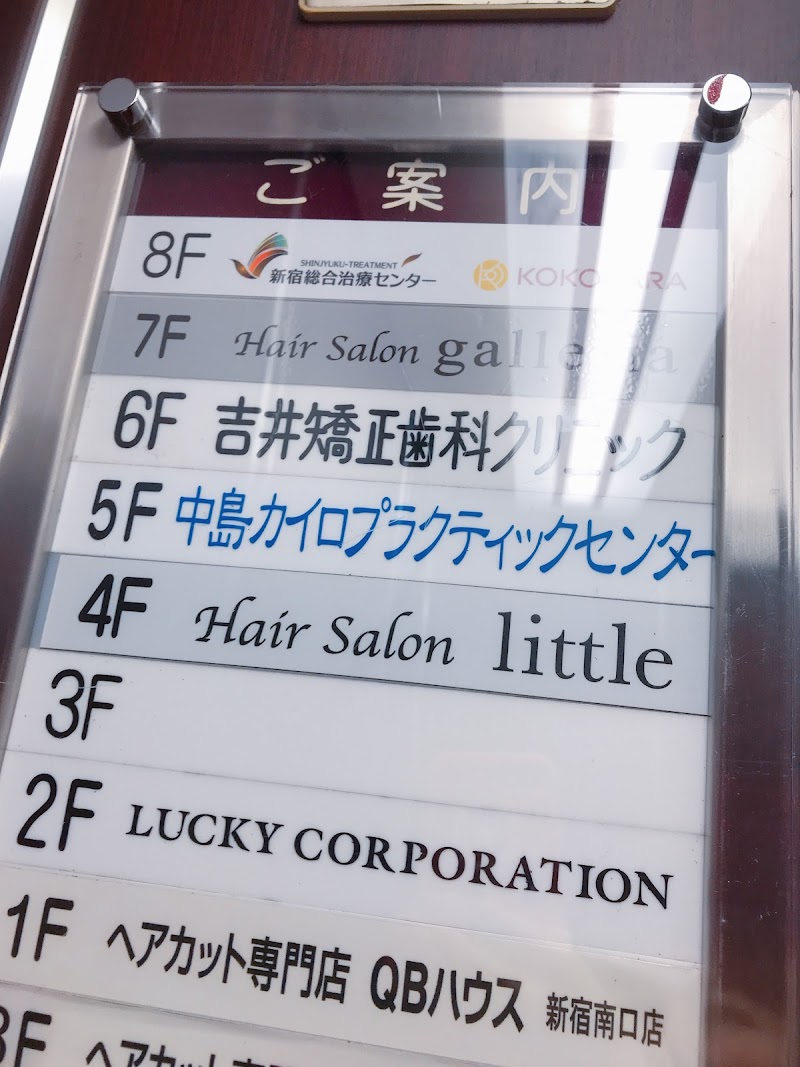 ご案内
8F SHINJYUKU-TREATMENT 新宿総合治療センター
7F Hair Salon
6F 吉井矯正歯科クリニック
5F 中島カイロプラクティックセンター
4F Hair Salon little
3F
2F LUCKY CORPORATION
1F ヘアカット専門店 QBハウス 新宿南口店